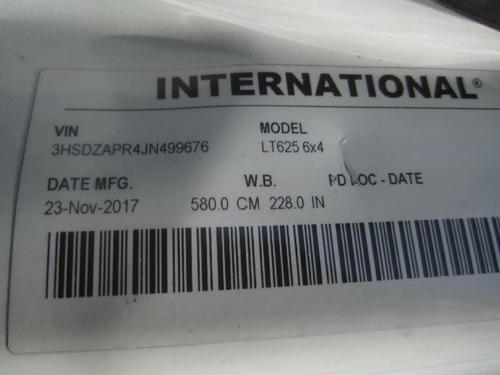 INTERNATIONAL®
VIN MODEL
3HSDZAPR4JN499676 LT625 6x4
DATE MFG. W.B. PD LOC - DATE
23-Nov-2017 580.0 CM 228.0 IN